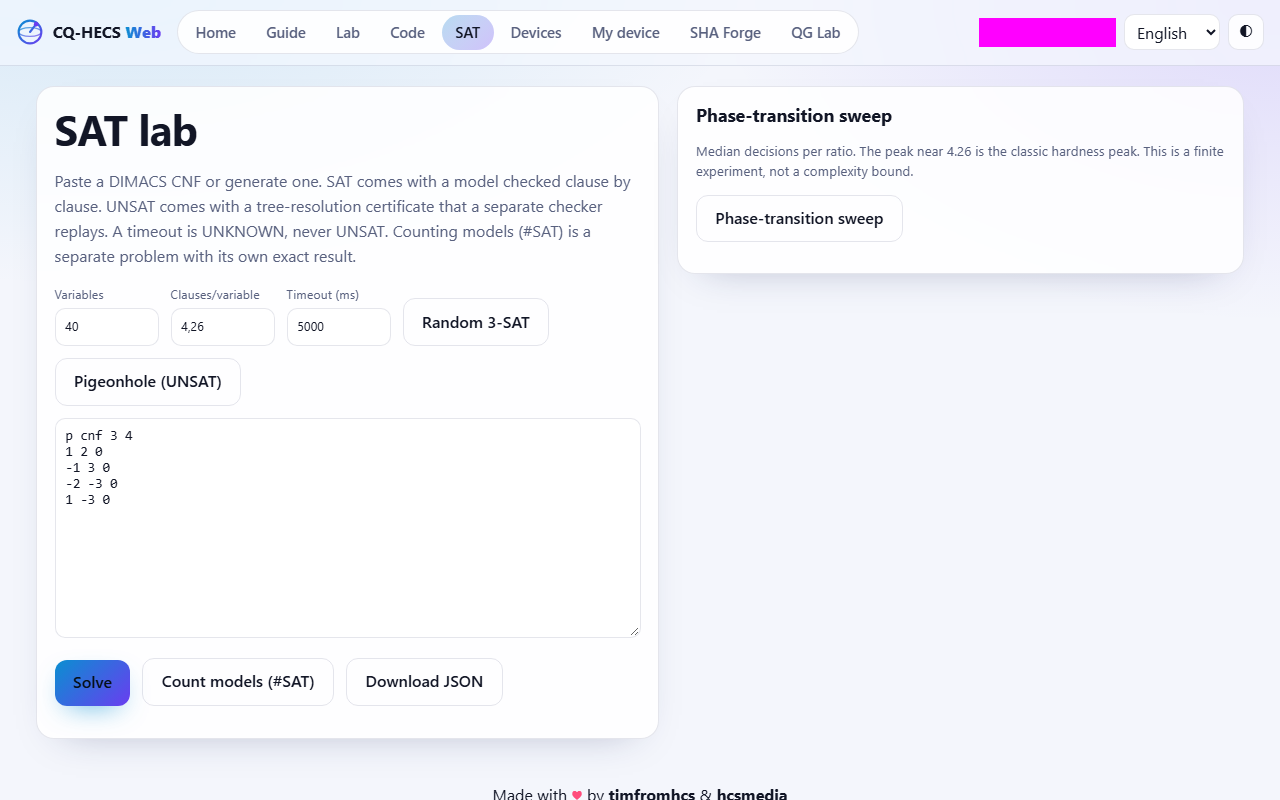 CQ-HECS Web
Home
Guide
Lab
Code
SAT
Devices
My device
SHA Forge
QG Lab
English
SAT lab
Paste a DIMACS CNF or generate one. SAT comes with a model checked clause by
clause. UNSAT comes with a tree-resolution certificate that a separate checker
replays. A timeout is UNKNOWN, never UNSAT. Counting models (#SAT) is a
separate problem with its own exact result.
Variables
Clauses/variable
Timeout (ms)
40
4,26
5000
Random 3-SAT
Pigeonhole (UNSAT)
p cnf 3 4
1 2 0
-1 3 0
-2 -3 0
1 -3 0
Solve
Count models (#SAT)
Download JSON
Phase-transition sweep
Median decisions per ratio. The peak near 4.26 is the classic hardness peak. This is a finite
experiment, not a complexity bound.
Phase-transition sweep
Made with ♥ by timfromhcs & hcsmedia